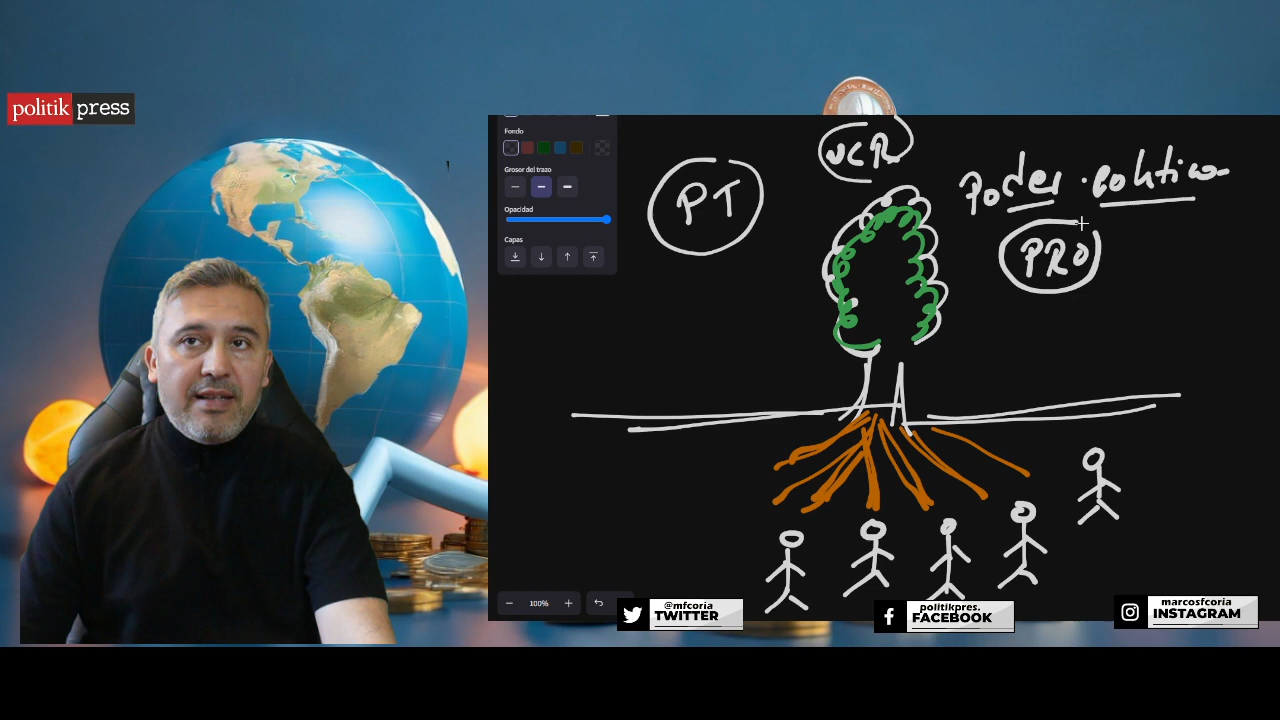 politik press
Fondo
Grosor del trazo
Opacidad
Capas
PT
UCR
Poder político
PRO
100%
@mfcoria
TWITTER
politikpres.
FACEBOOK
marcosfcoria
INSTAGRAM